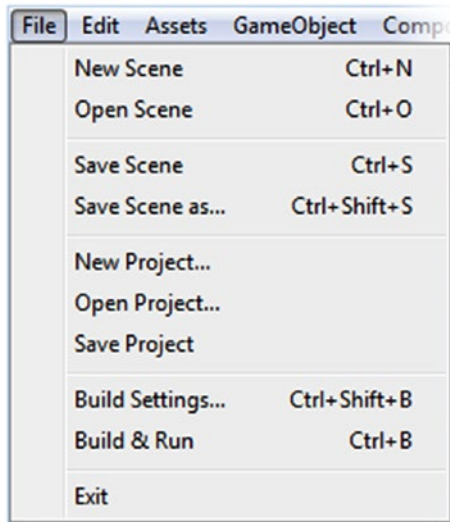 File Edit Assets GameObject
New Scene Ctrl+N
Open Scene Ctrl+O
Save Scene Ctrl+S
Save Scene as... Ctrl+Shift+S
New Project...
Open Project...
Save Project
Build Settings... Ctrl+Shift+B
Build & Run Ctrl+B
Exit